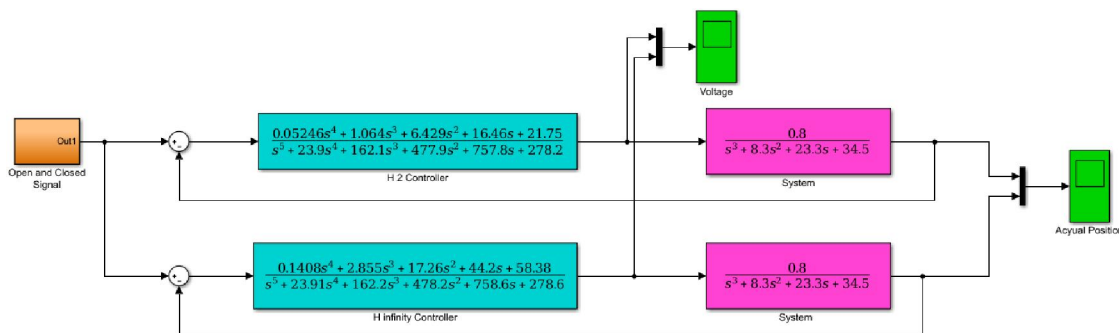 Voltage
Out1
Open and Closed
Signal
0.05246s⁴ + 1.064s³ + 6.429s² + 16.46s + 21.75
s⁵ + 23.9s⁴ + 162.1s³ + 477.9s² + 757.8s + 278.2
H 2 Controller
0.8
s³ + 8.3s² + 23.3s + 34.5
System
Acyual Position
0.1408s⁴ + 2.855s³ + 17.26s² + 44.2s + 58.38
s⁵ + 23.91s⁴ + 162.2s³ + 478.2s² + 758.6s + 278.6
H infinity Controller
0.8
s³ + 8.3s² + 23.3s + 34.5
System